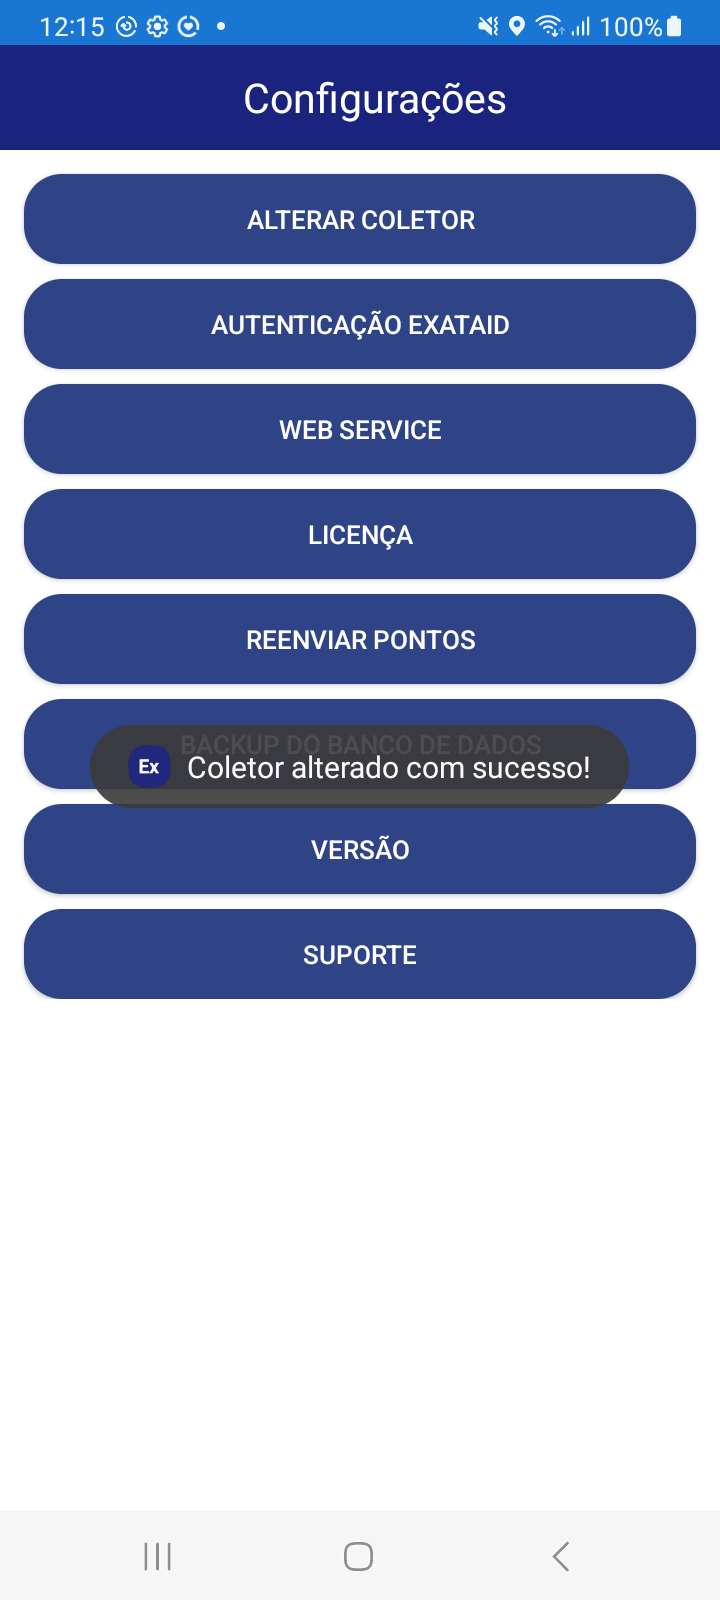 12:15 100%
Configurações
ALTERAR COLETOR
AUTENTICAÇÃO EXATAID
WEB SERVICE
LICENÇA
REENVIAR PONTOS
BACKUP DO BANCO DE DADOS
Ex Coletor alterado com sucesso!
VERSÃO
SUPORTE